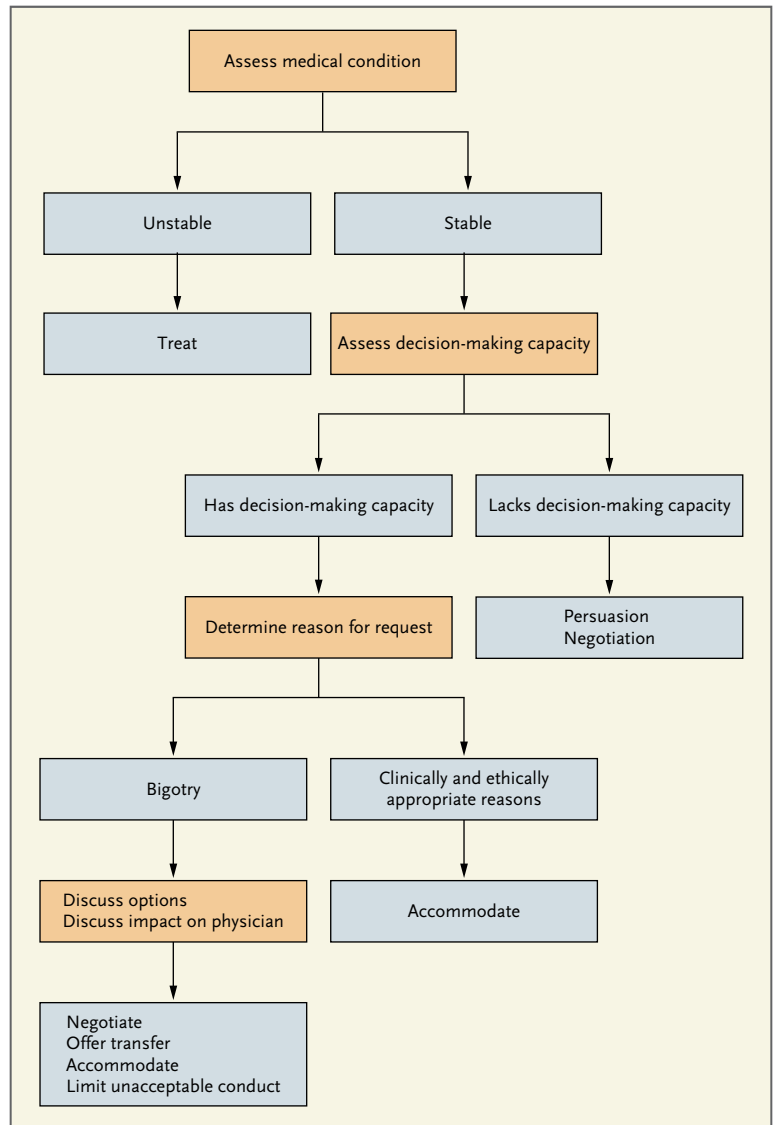 Assess medical condition
Unstable
Stable
Treat
Assess decision-making capacity
Has decision-making capacity
Lacks decision-making capacity
Determine reason for request
Persuasion
Negotiation
Bigotry
Clinically and ethically
appropriate reasons
Discuss options
Discuss impact on physician
Accommodate
Negotiate
Offer transfer
Accommodate
Limit unacceptable conduct